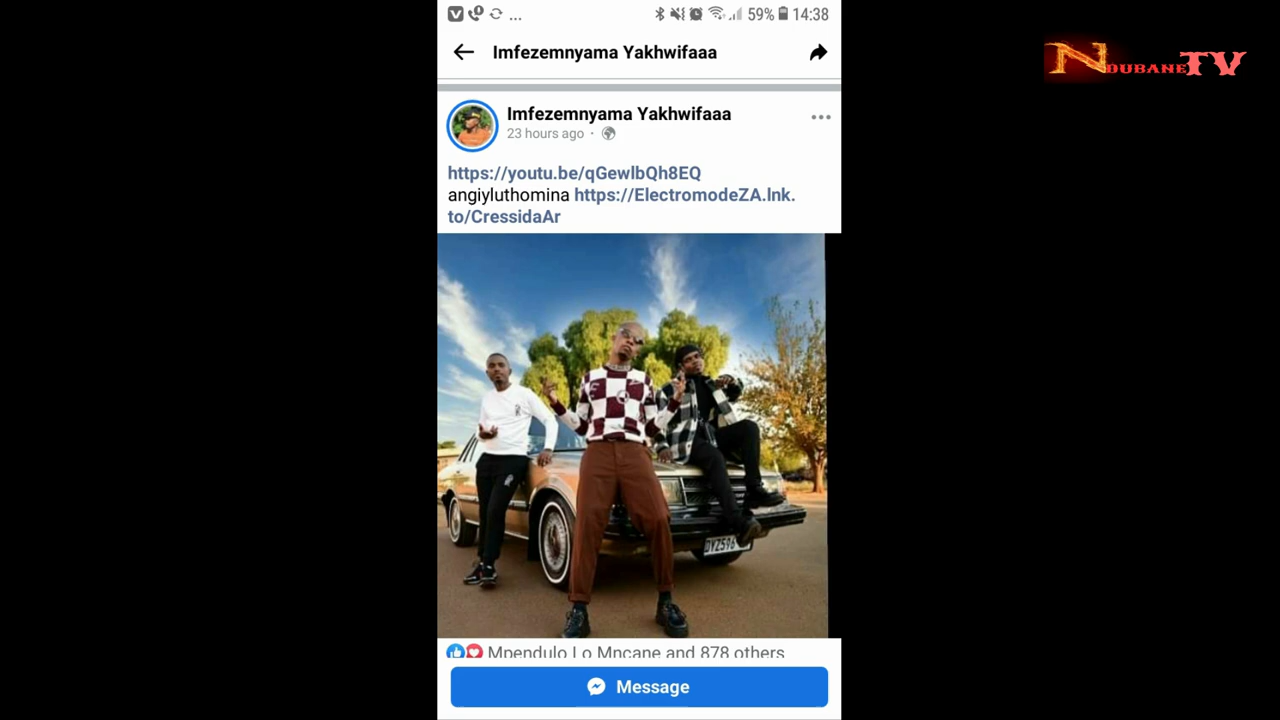 59% 14:38
NDUBANETV
Imfezemnyama Yakhwifaaa
Imfezemnyama Yakhwifaaa
23 hours ago ·
https://youtu.be/qGewlbQh8EQ
angiyluthomina https://ElectromodeZA.lnk.
to/CressidaAr
Mpendulo Lo Mncane and 878 others
Message